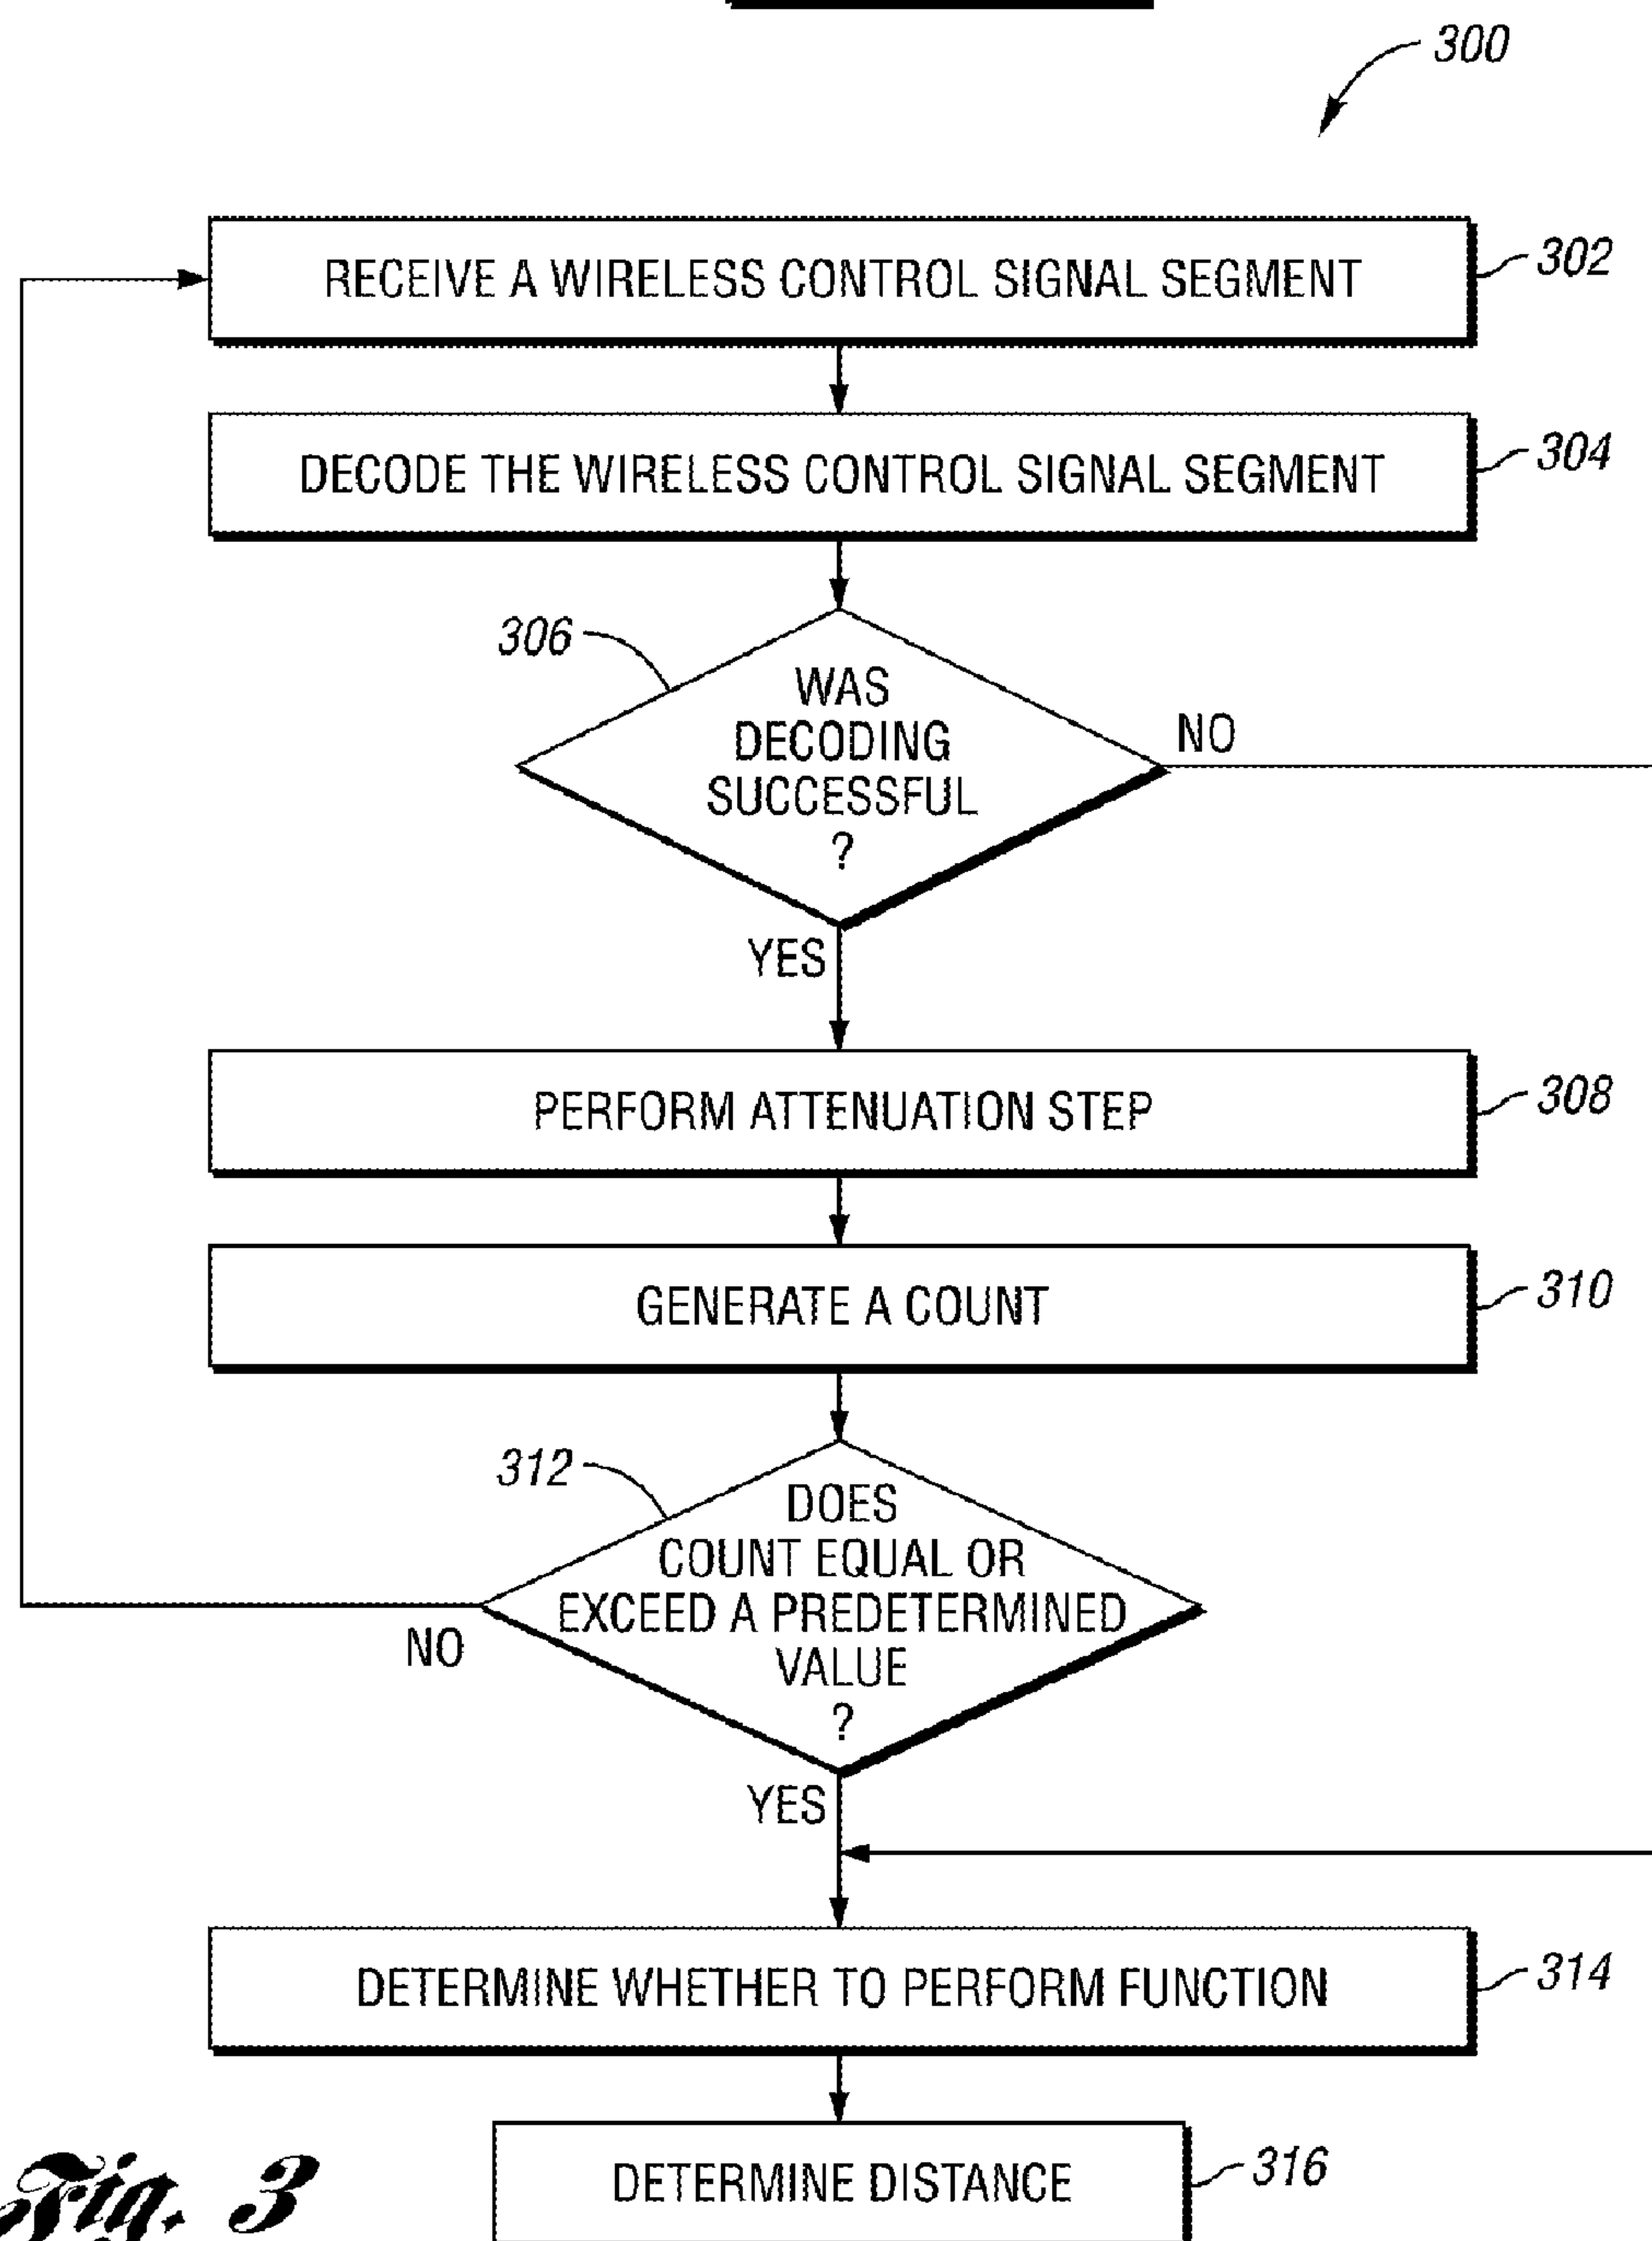 300
RECEIVE A WIRELESS CONTROL SIGNAL SEGMENT
302
DECODE THE WIRELESS CONTROL SIGNAL SEGMENT
304
306
WAS
DECODING
SUCCESSFUL
?
NO
YES
PERFORM ATTENUATION STEP
308
GENERATE A COUNT
310
312
DOES
COUNT EQUAL OR
EXCEED A PREDETERMINED
VALUE
?
NO
YES
DETERMINE WHETHER TO PERFORM FUNCTION
314
DETERMINE DISTANCE
316
Fig. 3